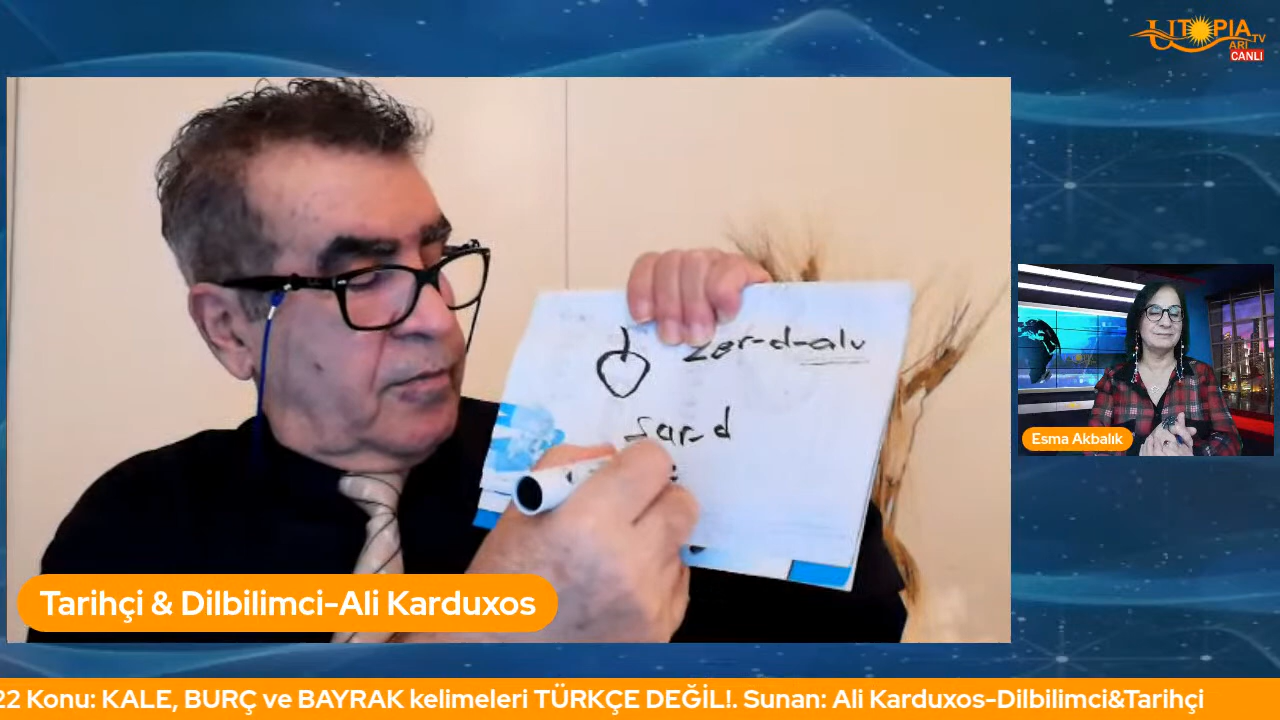 UTOPIA TV
ARI
CANLI
zer-d-alu
sar-d
Esma Akbalık
Tarihçi & Dilbilimci-Ali Karduxos
22 Konu: KALE, BURÇ ve BAYRAK kelimeleri TÜRKÇE DEĞİL!. Sunan: Ali Karduxos-Dilbilimci&Tarihçi